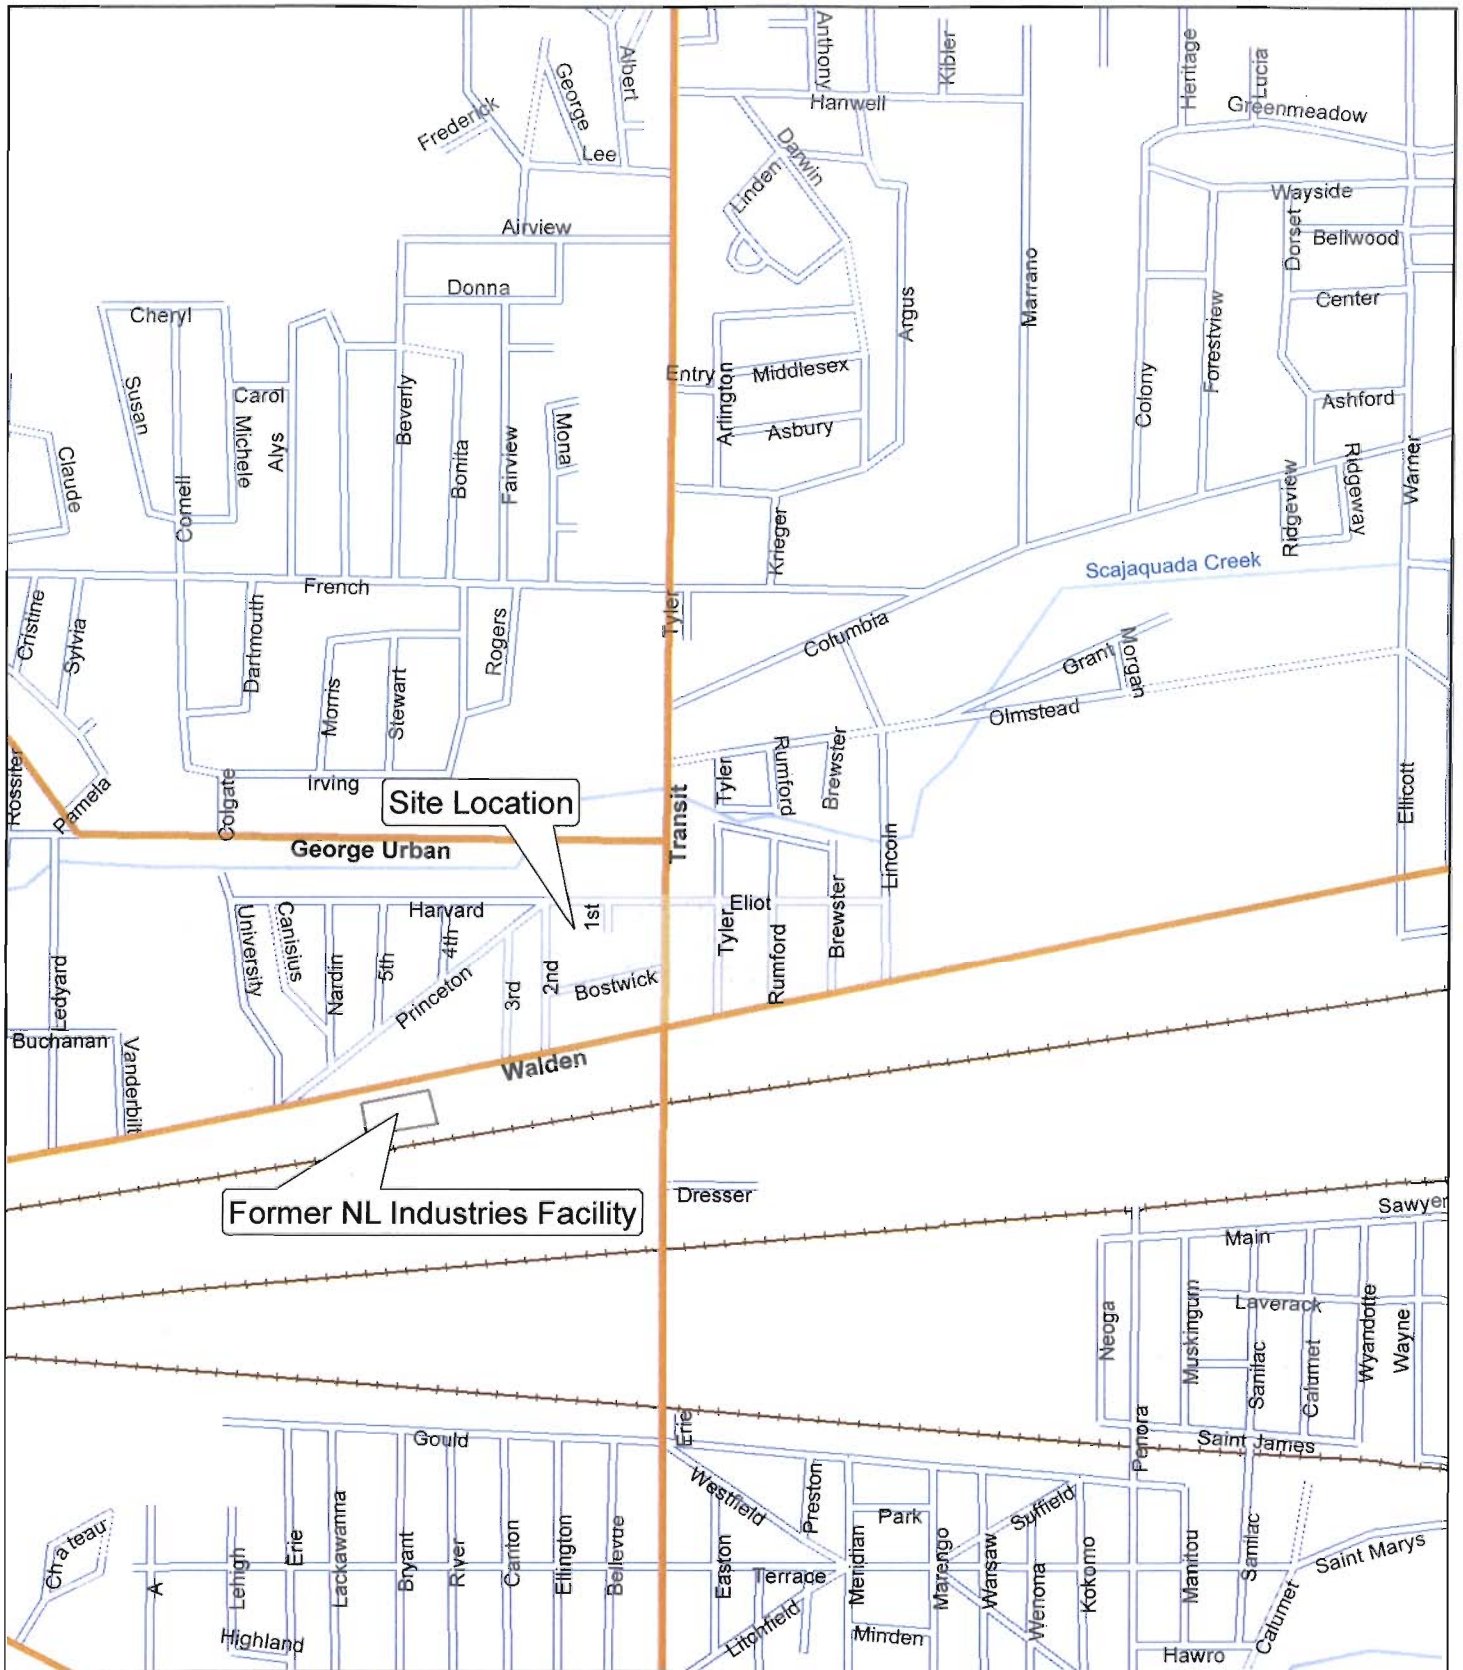 Anthony
Kibler
Heritage
Lucia
Albert
George
Frederick
Lee
Hanwell
Greenmeadow
Darwin
Linden
Wayside
Airview
Dorset
Bellwood
Donna
Argus
Marrano
Center
Cheryl
Forestview
Susan
Carol
Entry
Arlington
Middlesex
Colony
Ashford
Michele
Alys
Beverly
Bonita
Fairview
Mona
Asbury
Claude
Cornell
Krieger
Ridgeview
Ridgeway
Warner
French
Scajaquada Creek
Cristine
Sylvia
Dartmouth
Rogers
Tyler
Columbia
Grant
Morgan
Morris
Stewart
Olmstead
Rossiter
Pamela
Colgate
Irving
Site Location
Transit
Tyler
Rumford
Brewster
Ellicott
George Urban
Lincoln
University
Canisius
Harvard
1st
Eliot
Tyler
Brewster
Ledyard
Nardin
5th
4th
Princeton
3rd
2nd
Bostwick
Rumford
Buchanan
Vanderbilt
Walden
Former NL Industries Facility
Dresser
Sawyer
Main
Neoga
Muskingum
Laverack
Sanilac
Calumet
Wyandotte
Wayne
Gould
Erie
Penora
Saint James
Westfield
Preston
Park
Suffield
Chateau
A
Lehigh
Erie
Lackawanna
Bryant
River
Canton
Ellington
Bellevue
Easton
Terrace
Meridian
Marengo
Warsaw
Wenona
Kokomo
Manitou
Sanilac
Saint Marys
Highland
Litchfield
Minden
Calumet
Hawro